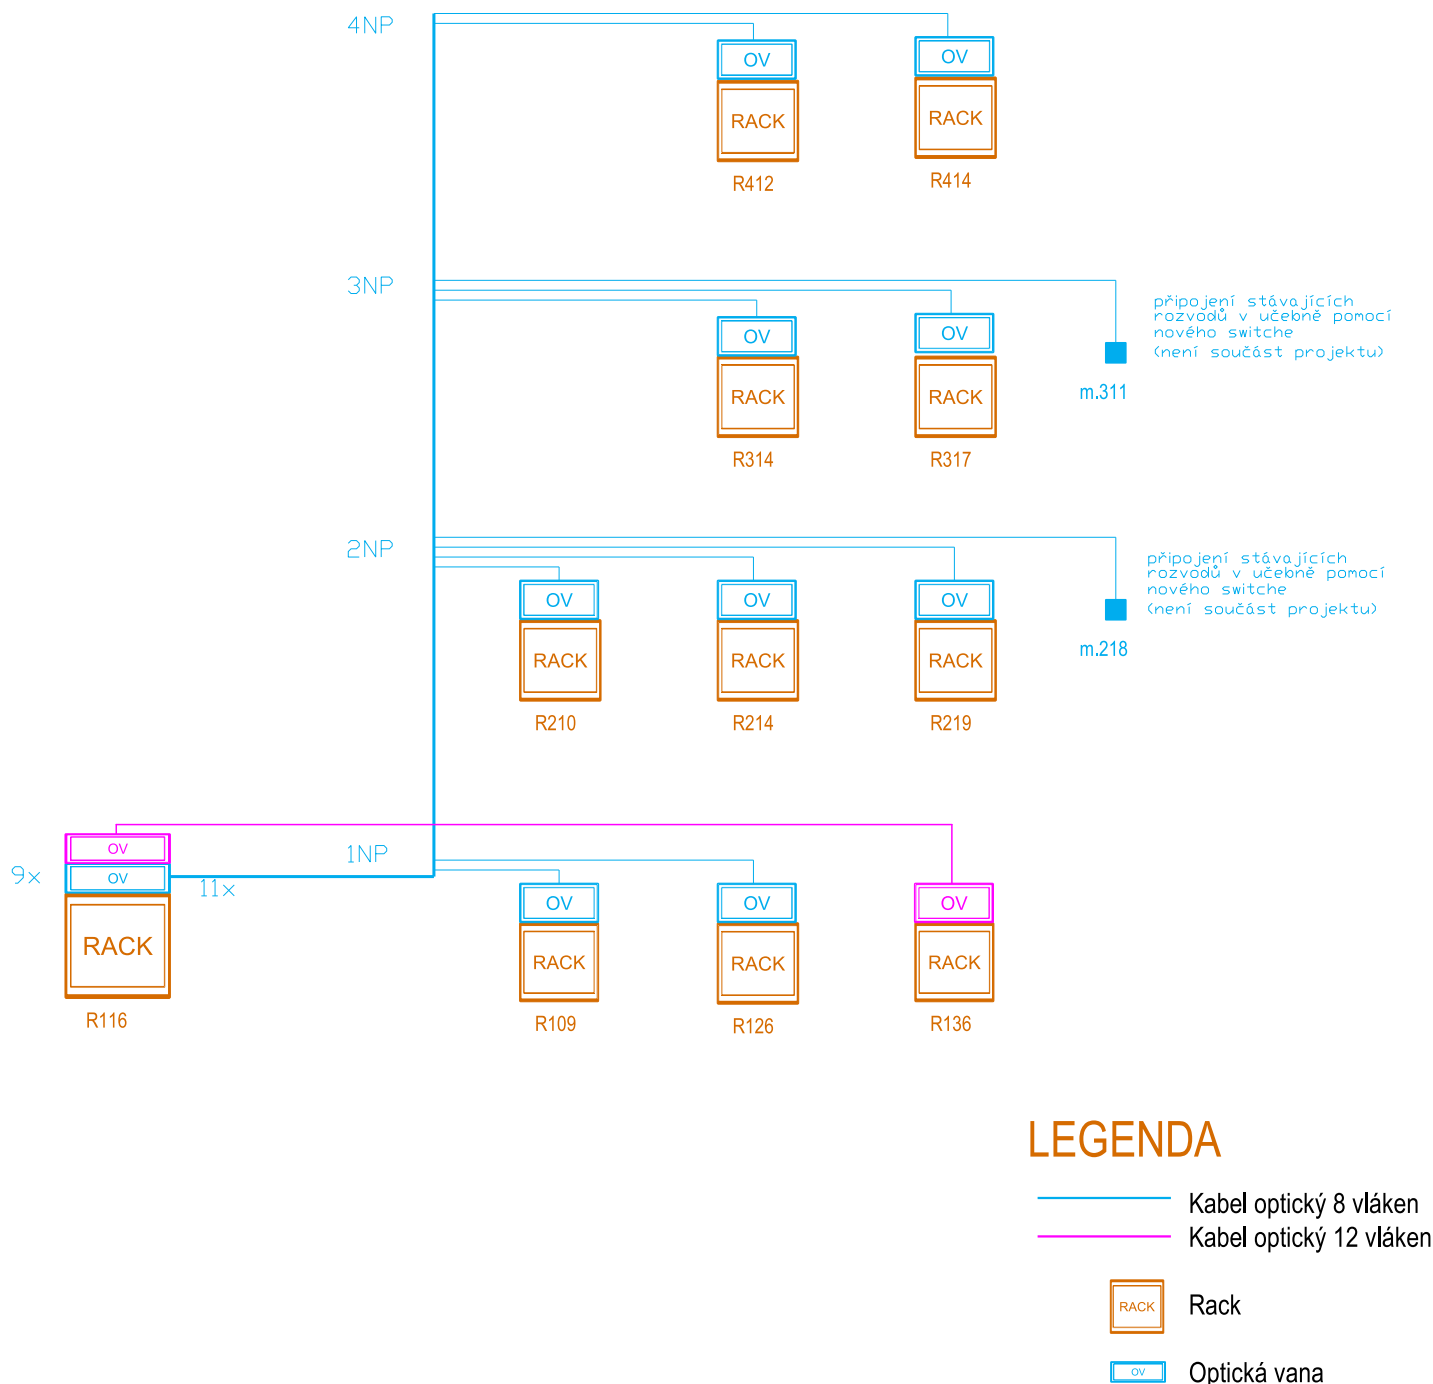 4NP
OV
OV
RACK
RACK
R412
R414
3NP
připojení stávajících
rozvodů v učebně pomocí
nového switche
(není součást projektu)
OV
OV
RACK
RACK
m.311
R314
R317
2NP
připojení stávajících
rozvodů v učebně pomocí
nového switche
(není součást projektu)
OV
OV
OV
RACK
RACK
RACK
m.218
R210
R214
R219
1NP
OV
9x
OV
11x
OV
OV
OV
RACK
RACK
RACK
RACK
R116
R109
R126
R136
LEGENDA
Kabel optický 8 vláken
Kabel optický 12 vláken
RACK
Rack
OV
Optická vana